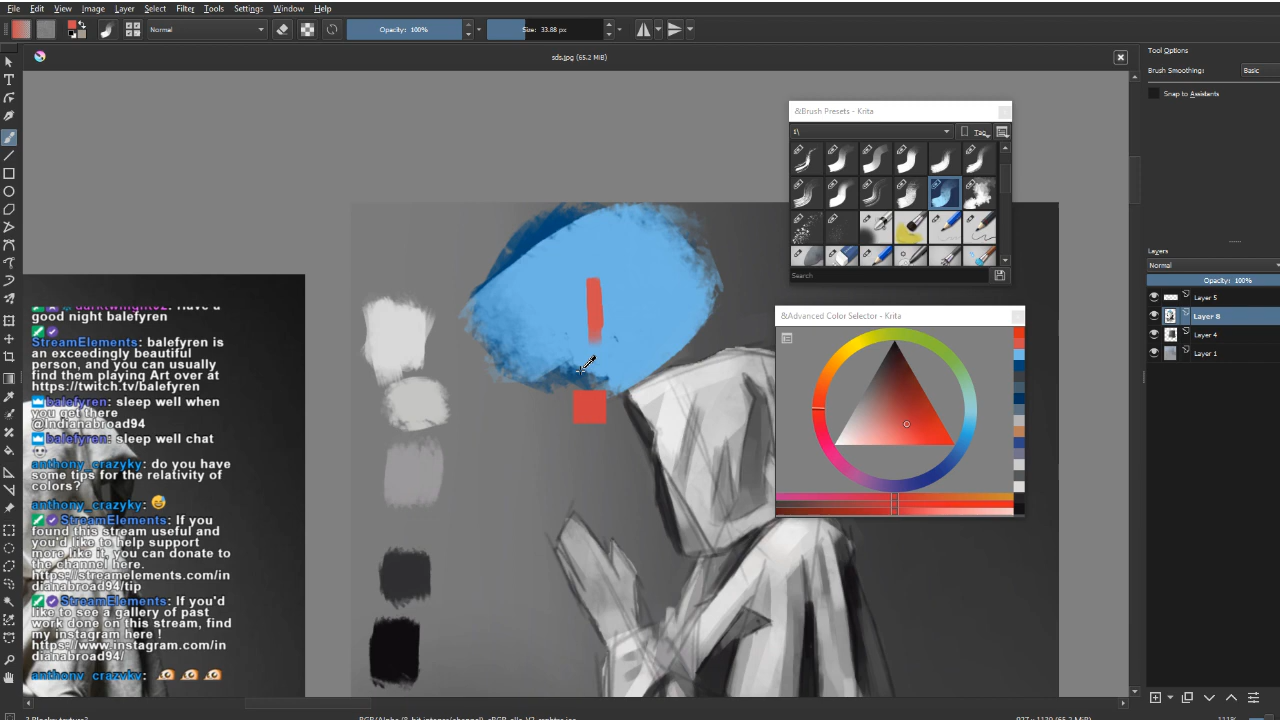 File Edit View Image Layer Select Filter Tools Settings Window Help
Normal Opacity: 100% Size: 33.88 px
sds.jpg (65.2 MiB)
Tool Options
Brush Smoothing: Basic
Snap to Assistants
&Brush Presets - Krita
Tag
Search
&Advanced Color Selector - Krita
Layers
Normal
Opacity: 100%
Layer 5
Layer 8
Layer 4
Layer 1
good night balefyren
StreamElements: balefyren is
an exceedingly beautiful
person, and you can usually
find them playing Art over at
https://twitch.tv/balefyren
balefyren: sleep well when
you get there
@Indianabroad94
balefyren: sleep well chat
anthony_crazyky: do you have
some tips for the relativity of
colors?
anthony_crazyky:
StreamElements: If you
found this stream useful and
you'd like to help support
more like it, you can donate to
the channel here.
https://streamelements.com/in
dianabroad94/tip
StreamElements: If you'd
like to see a gallery of past
work done on this stream, find
my instagram here !
https://www.instagram.com/in
dianabroad94/
anthony_crazyky: